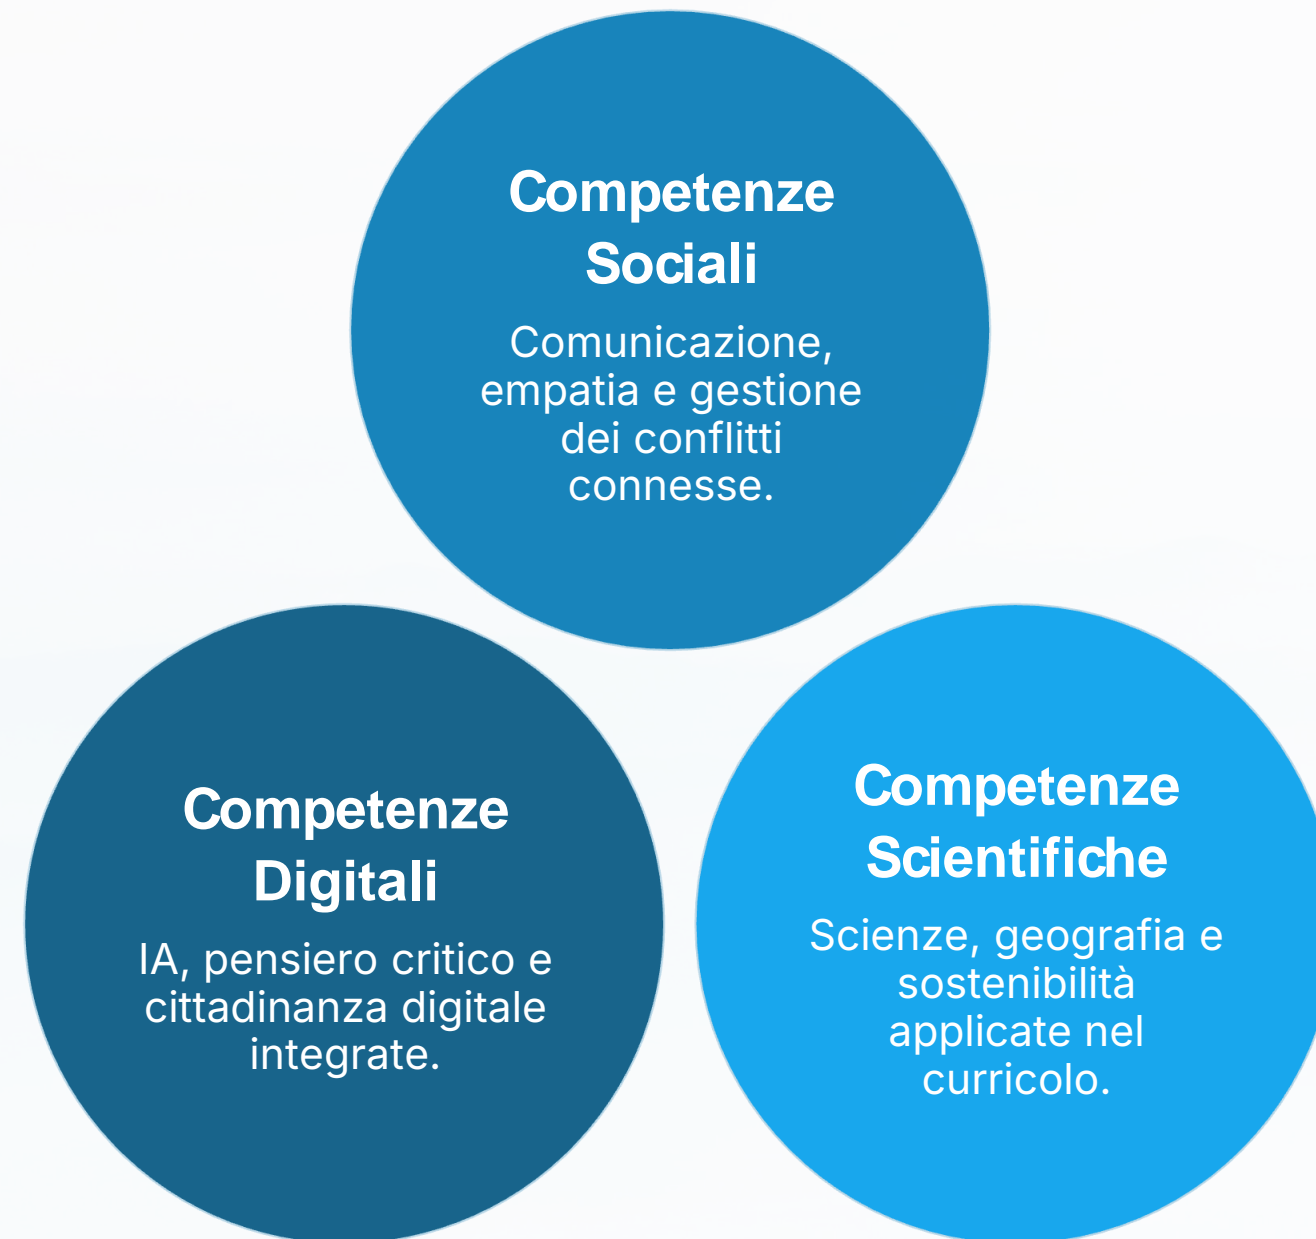 Competenze
Sociali
Comunicazione,
empatia e gestione
dei conflitti
connesse.
Competenze
Digitali
IA, pensiero critico e
cittadinanza digitale
integrate.
Competenze
Scientifiche
Scienze, geografia e
sostenibilità
applicate nel
curricolo.